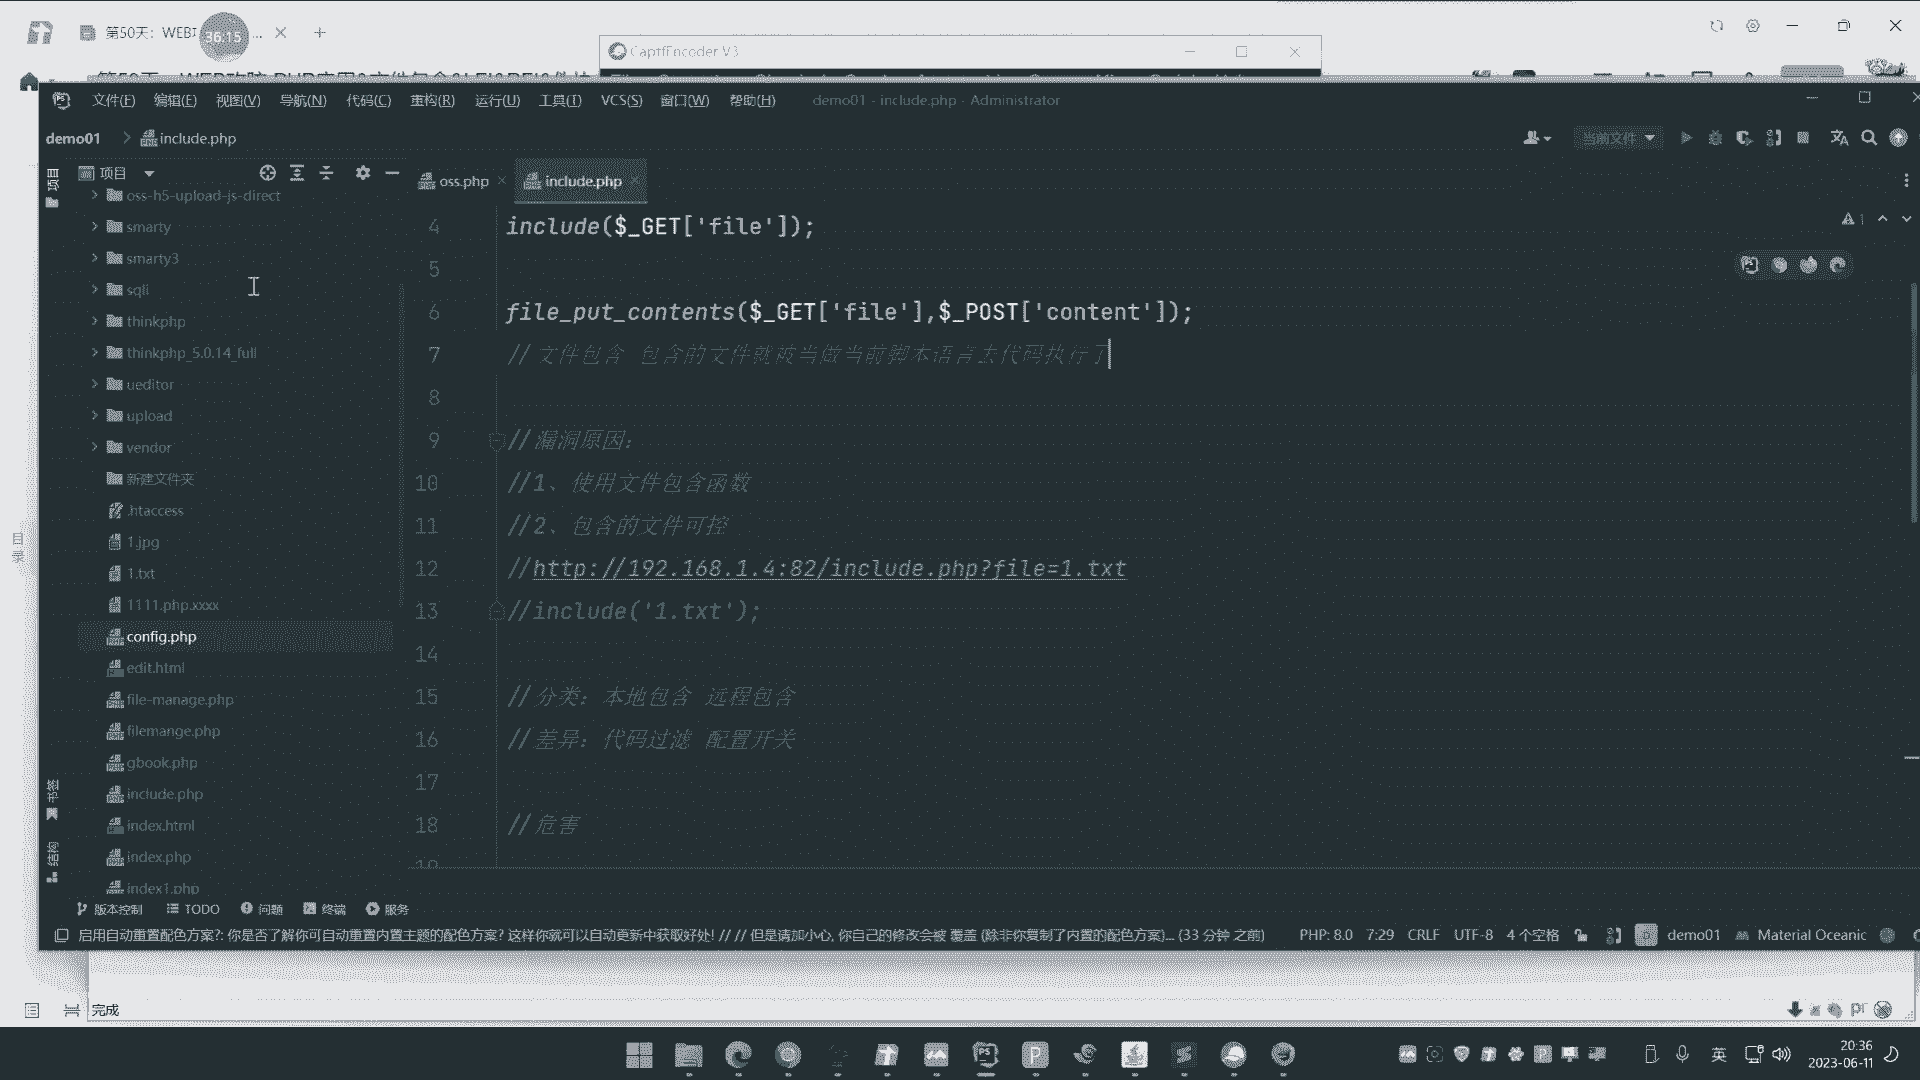 第50天：WEB
36:15
...
CaptfEncoder V3
文件(F) 编辑(E) 视图(V) 导航(N) 代码(C) 重构(R) 运行(U) 工具(T) VCS(S) 窗口(W) 帮助(H) demo01 - include.php - Administrator
demo01 include.php
当前文件
项目
项目
oss.php
include.php
oss-h5-upload-js-direct
smarty
smarty3
sqli
thinkphp
thinkphp_5.0.14_full
ueditor
upload
vendor
新建文件夹
.htaccess
1.jpg
1.txt
1111.php.xxxx
config.php
edit.html
file-manage.php
filemange.php
gbook.php
include.php
index.html
index.php
index1.php
4 include($_GET['file']);
5
6 file_put_contents($_GET['file'],$_POST['content']);
7 //文件包含 包含的文件就被当做当前脚本语言去代码执行了
8
9 //漏洞原因：
10 //1、使用文件包含函数
11 //2、包含的文件可控
12 //http://192.168.1.4:82/include.php?file=1.txt
13 //include('1.txt');
14
15 //分类：本地包含 远程包含
16 //差异：代码过滤 配置开关
17
18 //危害
1
目录
书签
结构
版本控制 TODO 问题 终端 服务
启用自动重置配色方案?: 你是否了解你可自动重置内置主题的配色方案? 这样你就可以自动更新中获取好处! // // 但是请加小心, 你自己的修改会被 覆盖 (除非你复制了内置的配色方案)... (33 分钟 之前)
PHP: 8.0 7:29 CRLF UTF-8 4 个空格 demo01 Material Oceanic
完成
英
20:36
2023-06-11